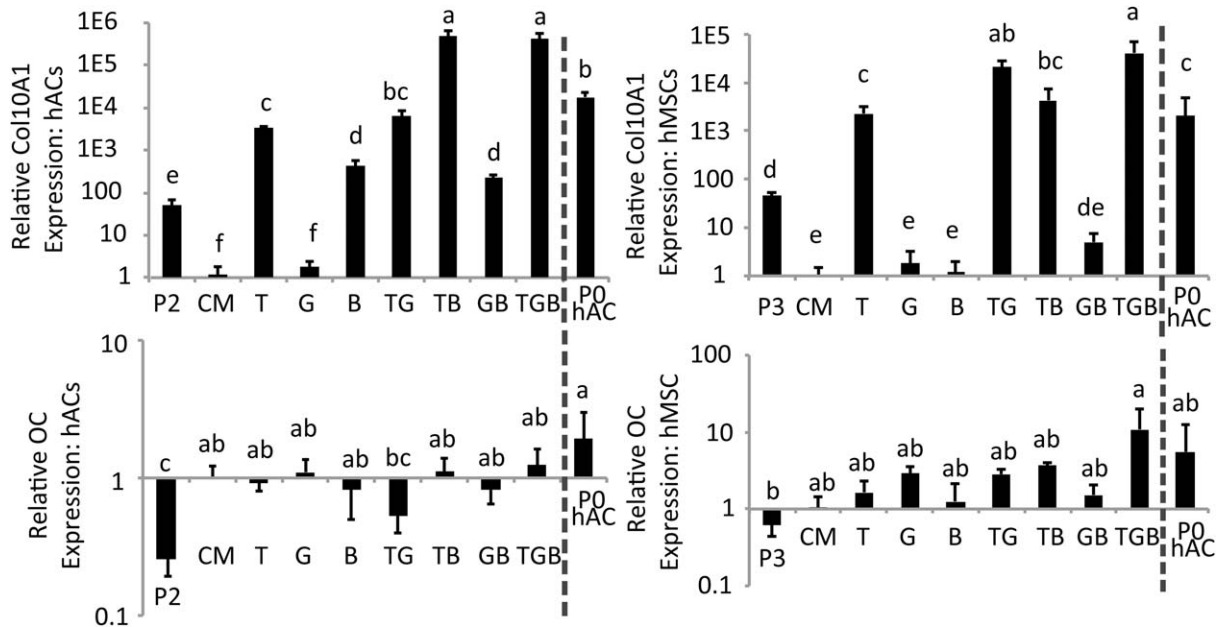 Relative Col10A1
Expression: hACs
1E6
1E5
1E4
1E3
100
10
1
e
f
c
f
d
bc
a
d
a
b
P2 CM T G B TG TB GB TGB P0
hAC
Relative Col10A1
Expression: hMSCs
1E5
1E4
1E3
100
10
1
d
e
c
e
e
ab
bc
de
a
c
P3 CM T G B TG TB GB TGB P0
hAC
Relative OC
Expression: hACs
10
1
0.1
c
ab
ab
ab
ab
bc
ab
ab
ab
a
P2 CM T G B TG TB GB TGB P0
hAC
Relative OC
Expression: hMSC
100
10
1
0.1
b
ab
ab
ab
ab
ab
ab
ab
a
ab
P3 CM T G B TG TB GB TGB P0
hAC